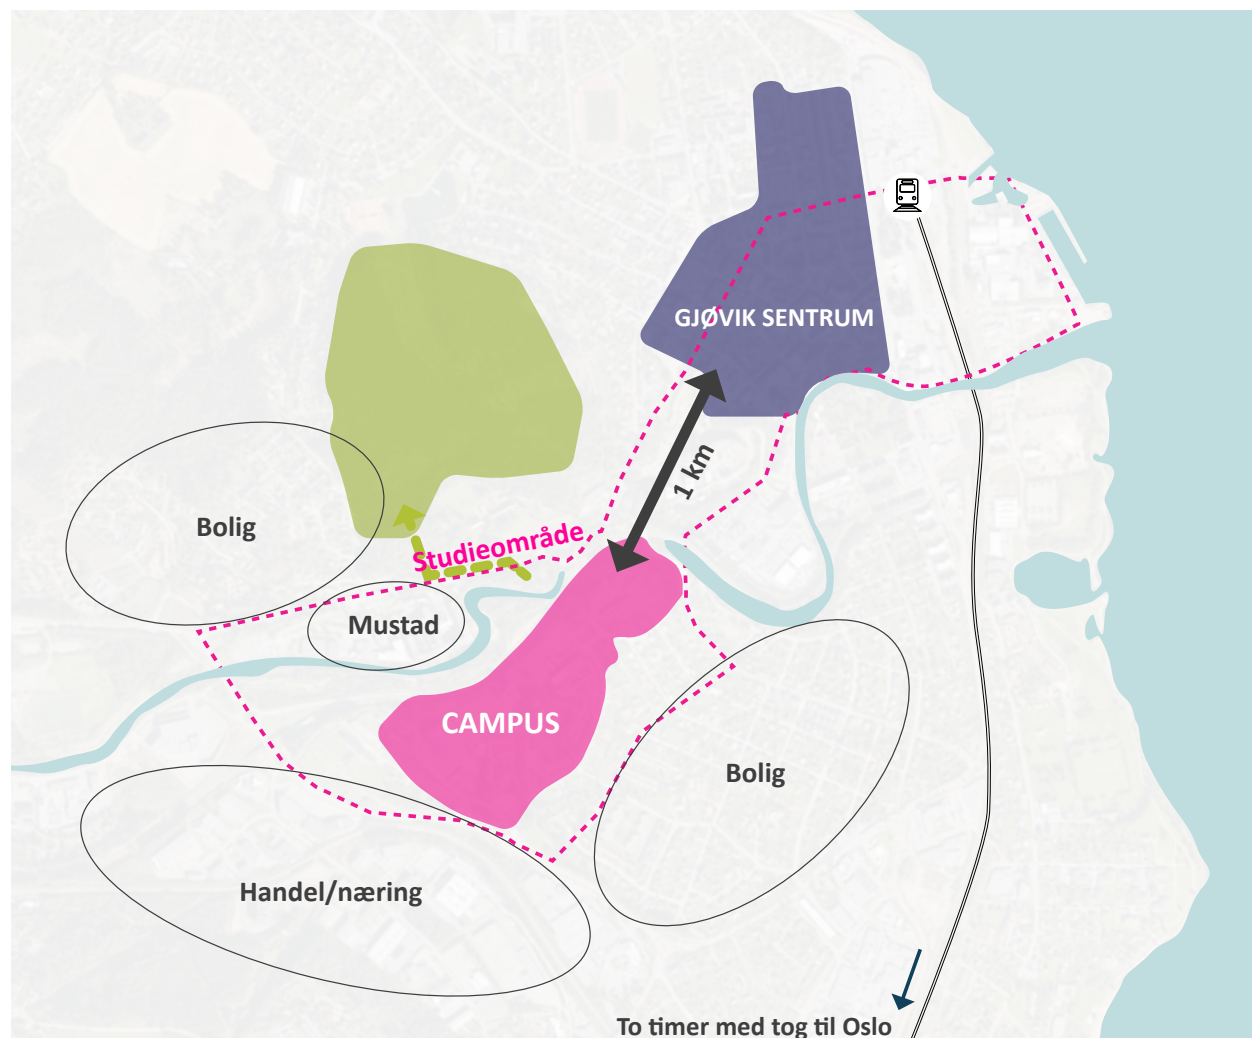 GJØVIK SENTRUM
1 km
Bolig
Studieområde
Mustad
CAMPUS
Bolig
Handel/næring
To timer med tog til Oslo